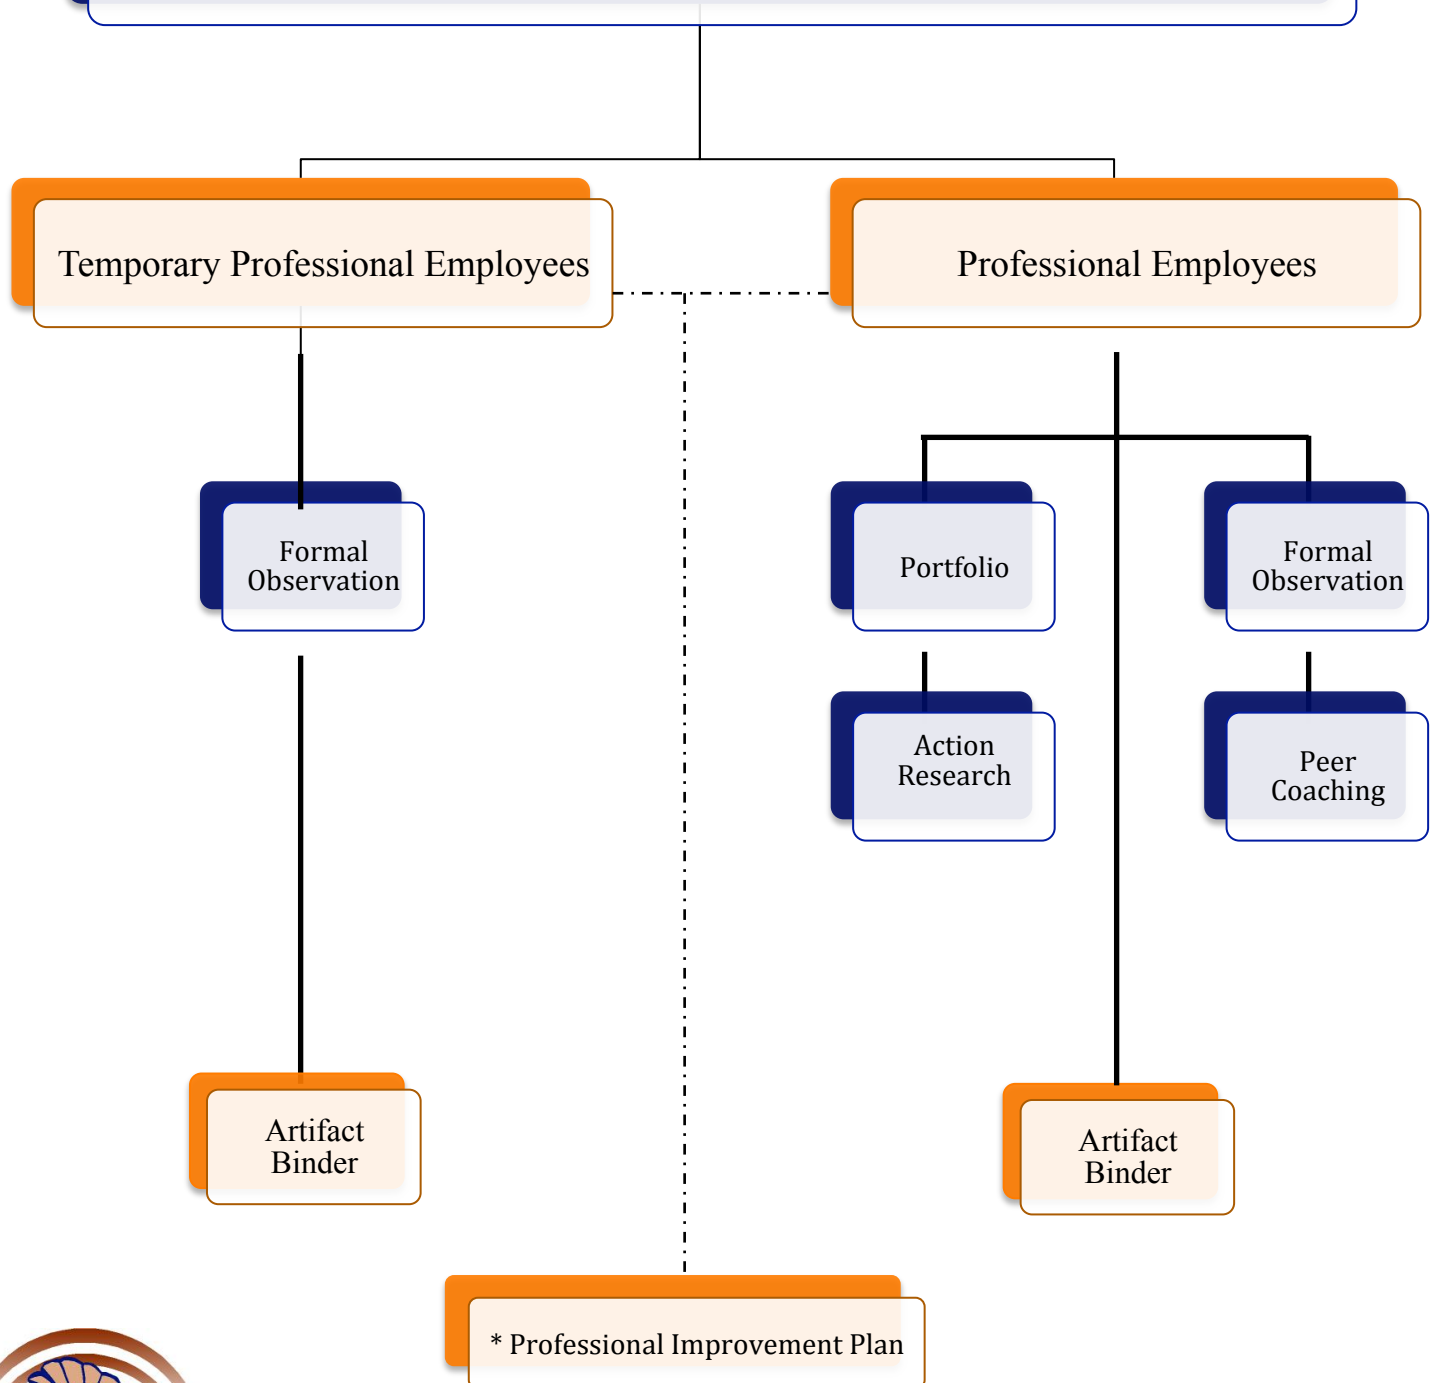 Temporary Professional Employees
Professional Employees
Formal
Observation
Portfolio
Formal
Observation
Action
Research
Peer
Coaching
Artifact
Binder
Artifact
Binder
* Professional Improvement Plan